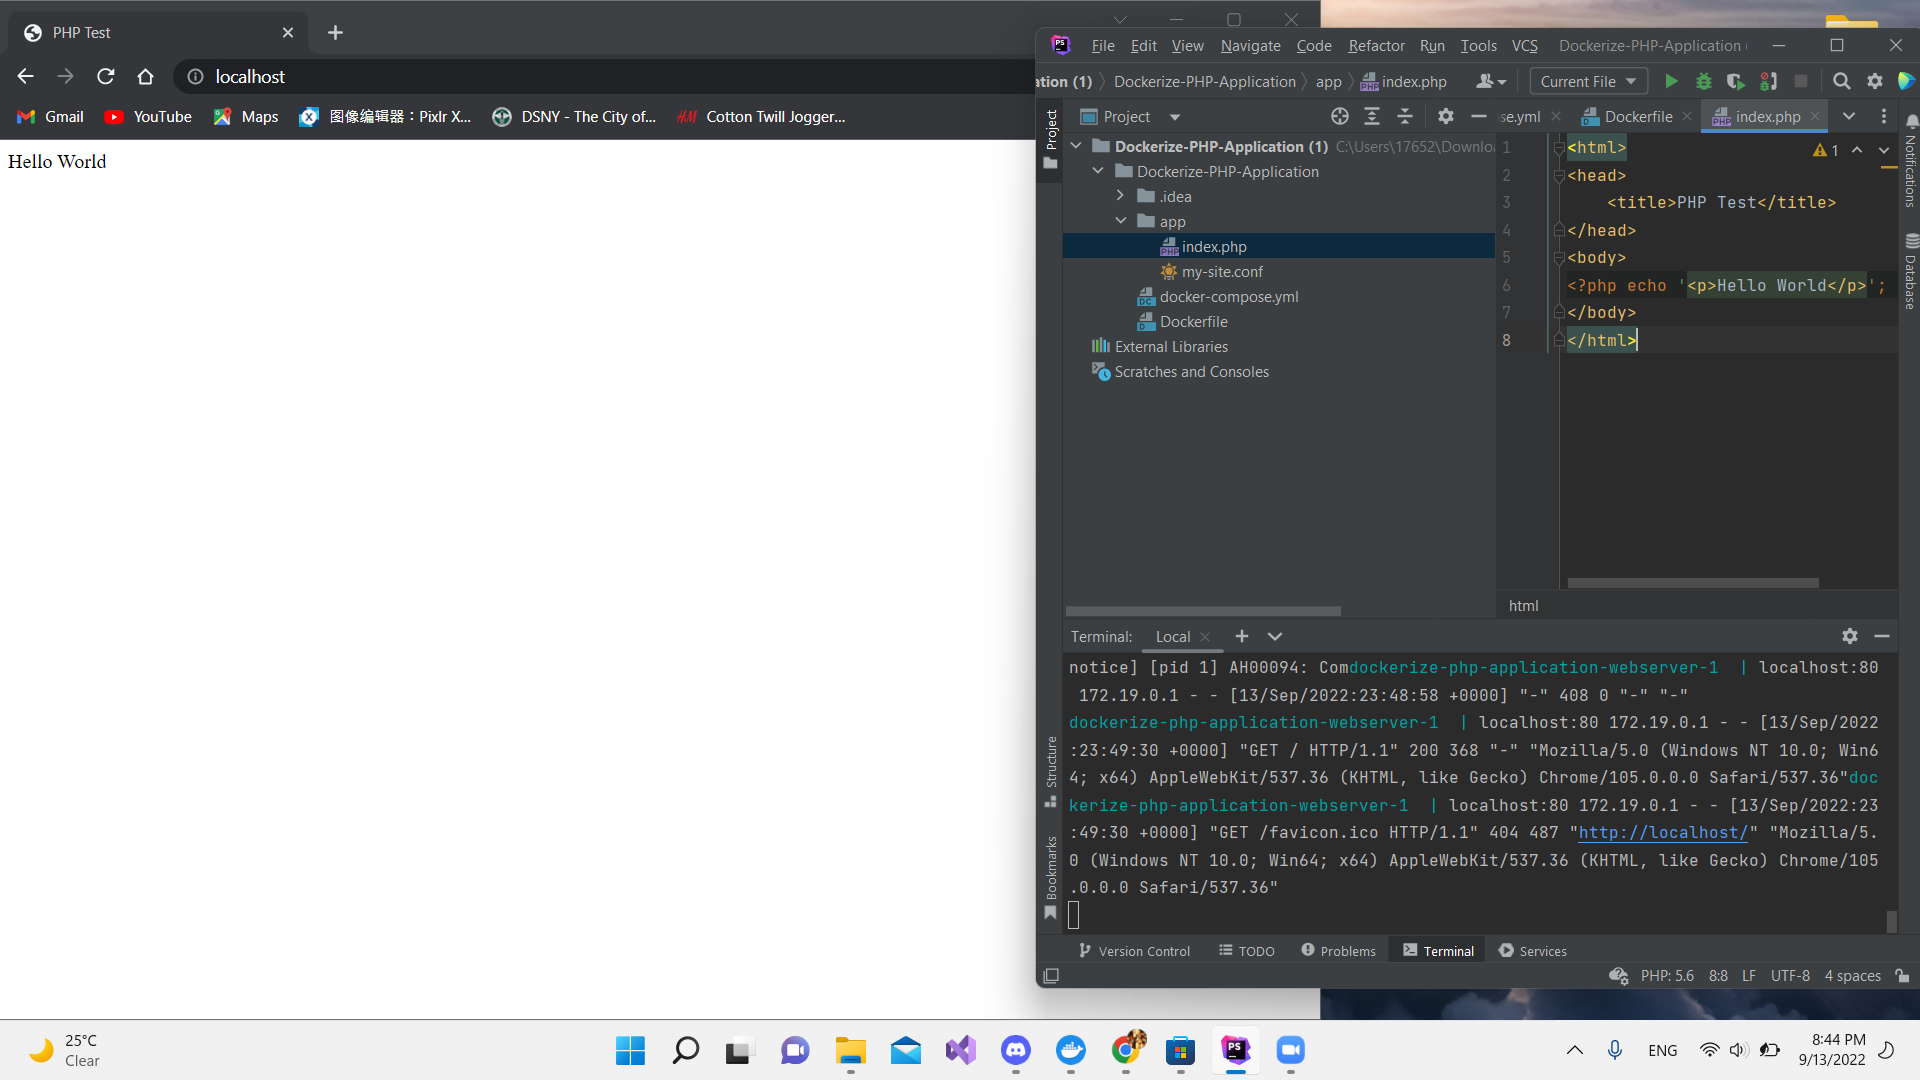 PHP Test
localhost
Gmail
YouTube
Maps
图像编辑器：Pixlr X...
DSNY - The City of...
H&M
Cotton Twill Jogger...
Hello World
PS
File Edit View Navigate Code Refactor Run Tools VCS Dockerize-PHP-Application
ation (1) Dockerize-PHP-Application app index.php Current File
Project
Project
se.yml
Dockerfile
index.php
Dockerize-PHP-Application (1) C:\Users\17652\Downlo
Dockerize-PHP-Application
.idea
app
index.php
my-site.conf
docker-compose.yml
Dockerfile
External Libraries
Scratches and Consoles
1 <html>
2 <head>
3 <title>PHP Test</title>
4 </head>
5 <body>
6 <?php echo '<p>Hello World</p>';
7 </body>
8 </html>
1
Notifications
Database
html
Terminal: Local
notice] [pid 1] AH00094: Comdockerize-php-application-webserver-1 | localhost:80
172.19.0.1 - - [13/Sep/2022:23:48:58 +0000] "-" 408 0 "-" "-"
dockerize-php-application-webserver-1 | localhost:80 172.19.0.1 - - [13/Sep/2022
:23:49:30 +0000] "GET / HTTP/1.1" 200 368 "-" "Mozilla/5.0 (Windows NT 10.0; Win6
4; x64) AppleWebKit/537.36 (KHTML, like Gecko) Chrome/105.0.0.0 Safari/537.36"doc
kerize-php-application-webserver-1 | localhost:80 172.19.0.1 - - [13/Sep/2022:23
:49:30 +0000] "GET /favicon.ico HTTP/1.1" 404 487 "http://localhost/" "Mozilla/5.
0 (Windows NT 10.0; Win64; x64) AppleWebKit/537.36 (KHTML, like Gecko) Chrome/105
.0.0.0 Safari/537.36"
Structure
Bookmarks
Version Control TODO Problems Terminal Services
PHP: 5.6 8:8 LF UTF-8 4 spaces
25°C
Clear
ENG
8:44 PM
9/13/2022